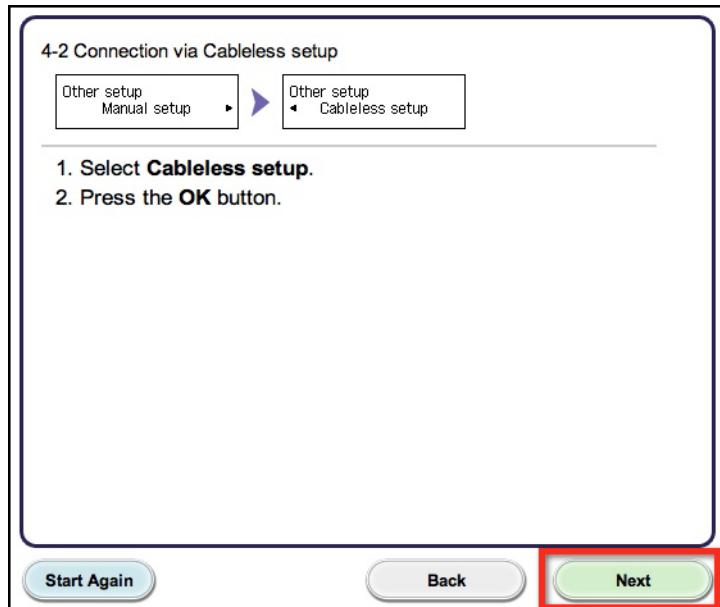 4-2 Connection via Cableless setup
Other setup
Manual setup
Other setup
Cableless setup
1. Select Cableless setup.
2. Press the OK button.
Start Again
Back
Next